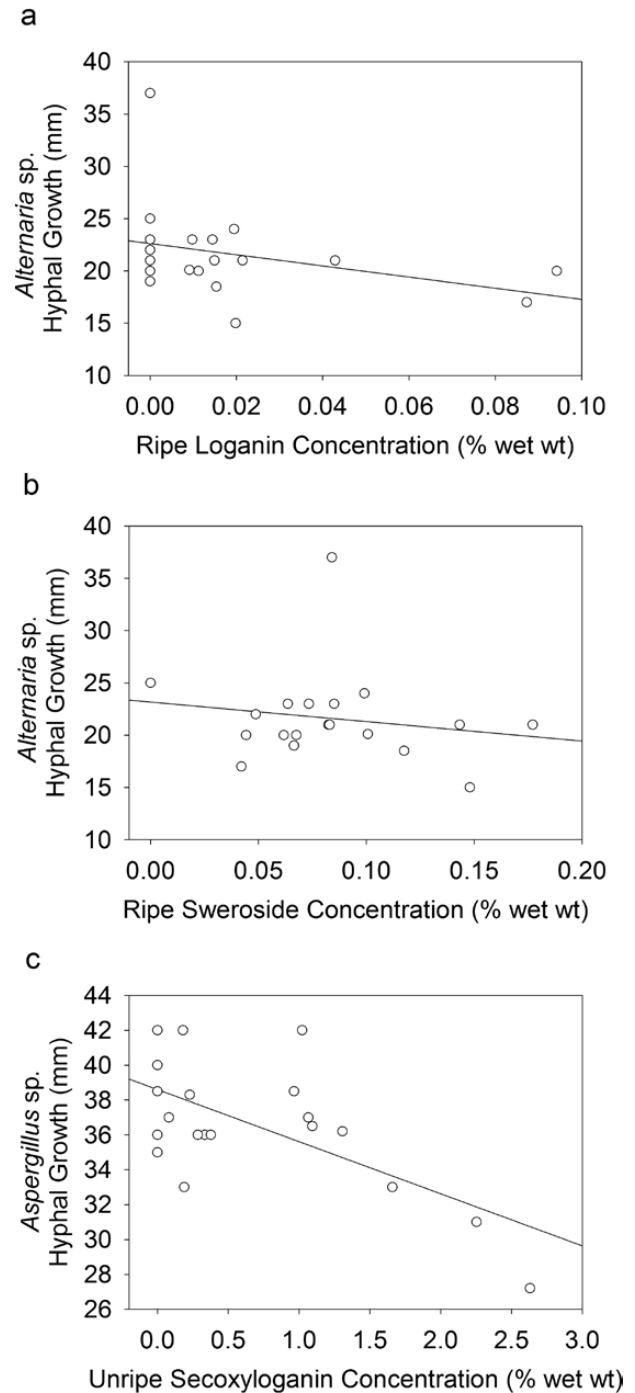 a
Alternaria sp.
Hyphal Growth (mm)
40
35
30
25
20
15
10
0.00 0.02 0.04 0.06 0.08 0.10
Ripe Loganin Concentration (% wet wt)
b
Alternaria sp.
Hyphal Growth (mm)
40
35
30
25
20
15
10
0.00 0.05 0.10 0.15 0.20
Ripe Sweroside Concentration (% wet wt)
c
Aspergillus sp.
Hyphal Growth (mm)
44
42
40
38
36
34
32
30
28
26
0.0 0.5 1.0 1.5 2.0 2.5 3.0
Unripe Secoxyloganin Concentration (% wet wt)